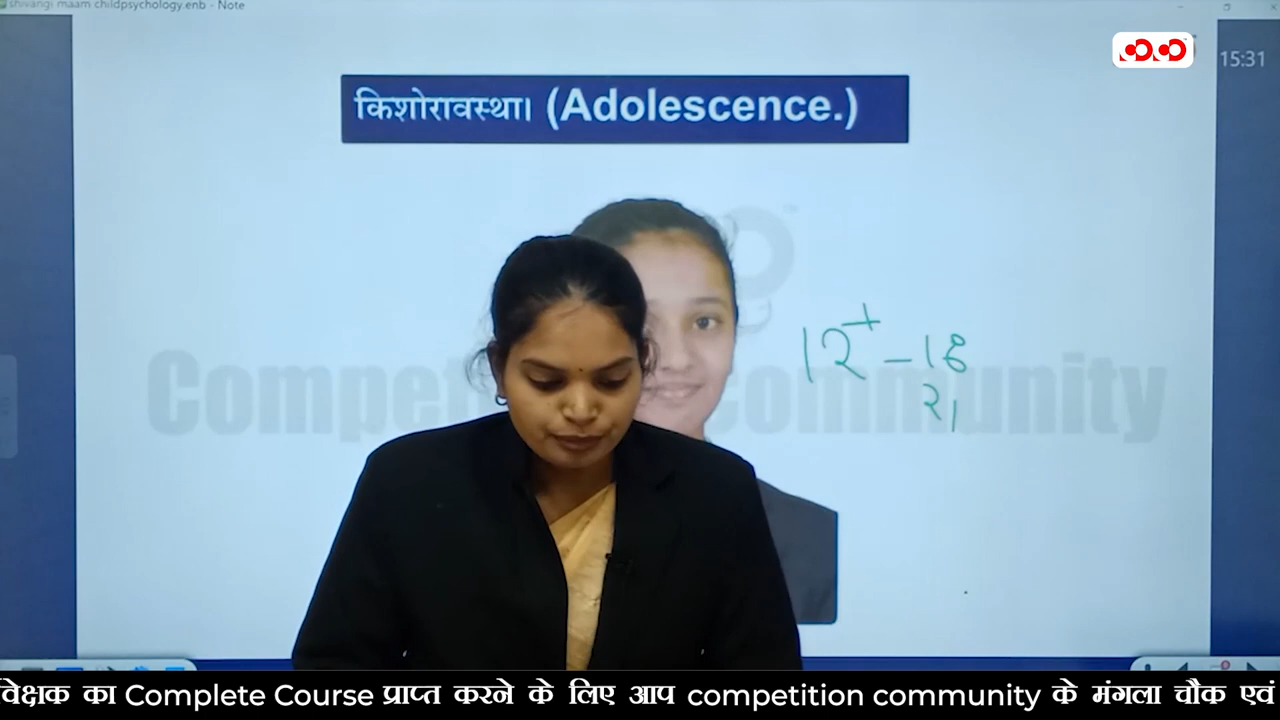 shivangi maam childpsychology.enb - Note
15:31
किशोरावस्था। (Adolescence.)
12+ - 18
21
Competition community
वेक्षक का Complete Course प्राप्त करने के लिए आप competition community के मंगला चौक एवं